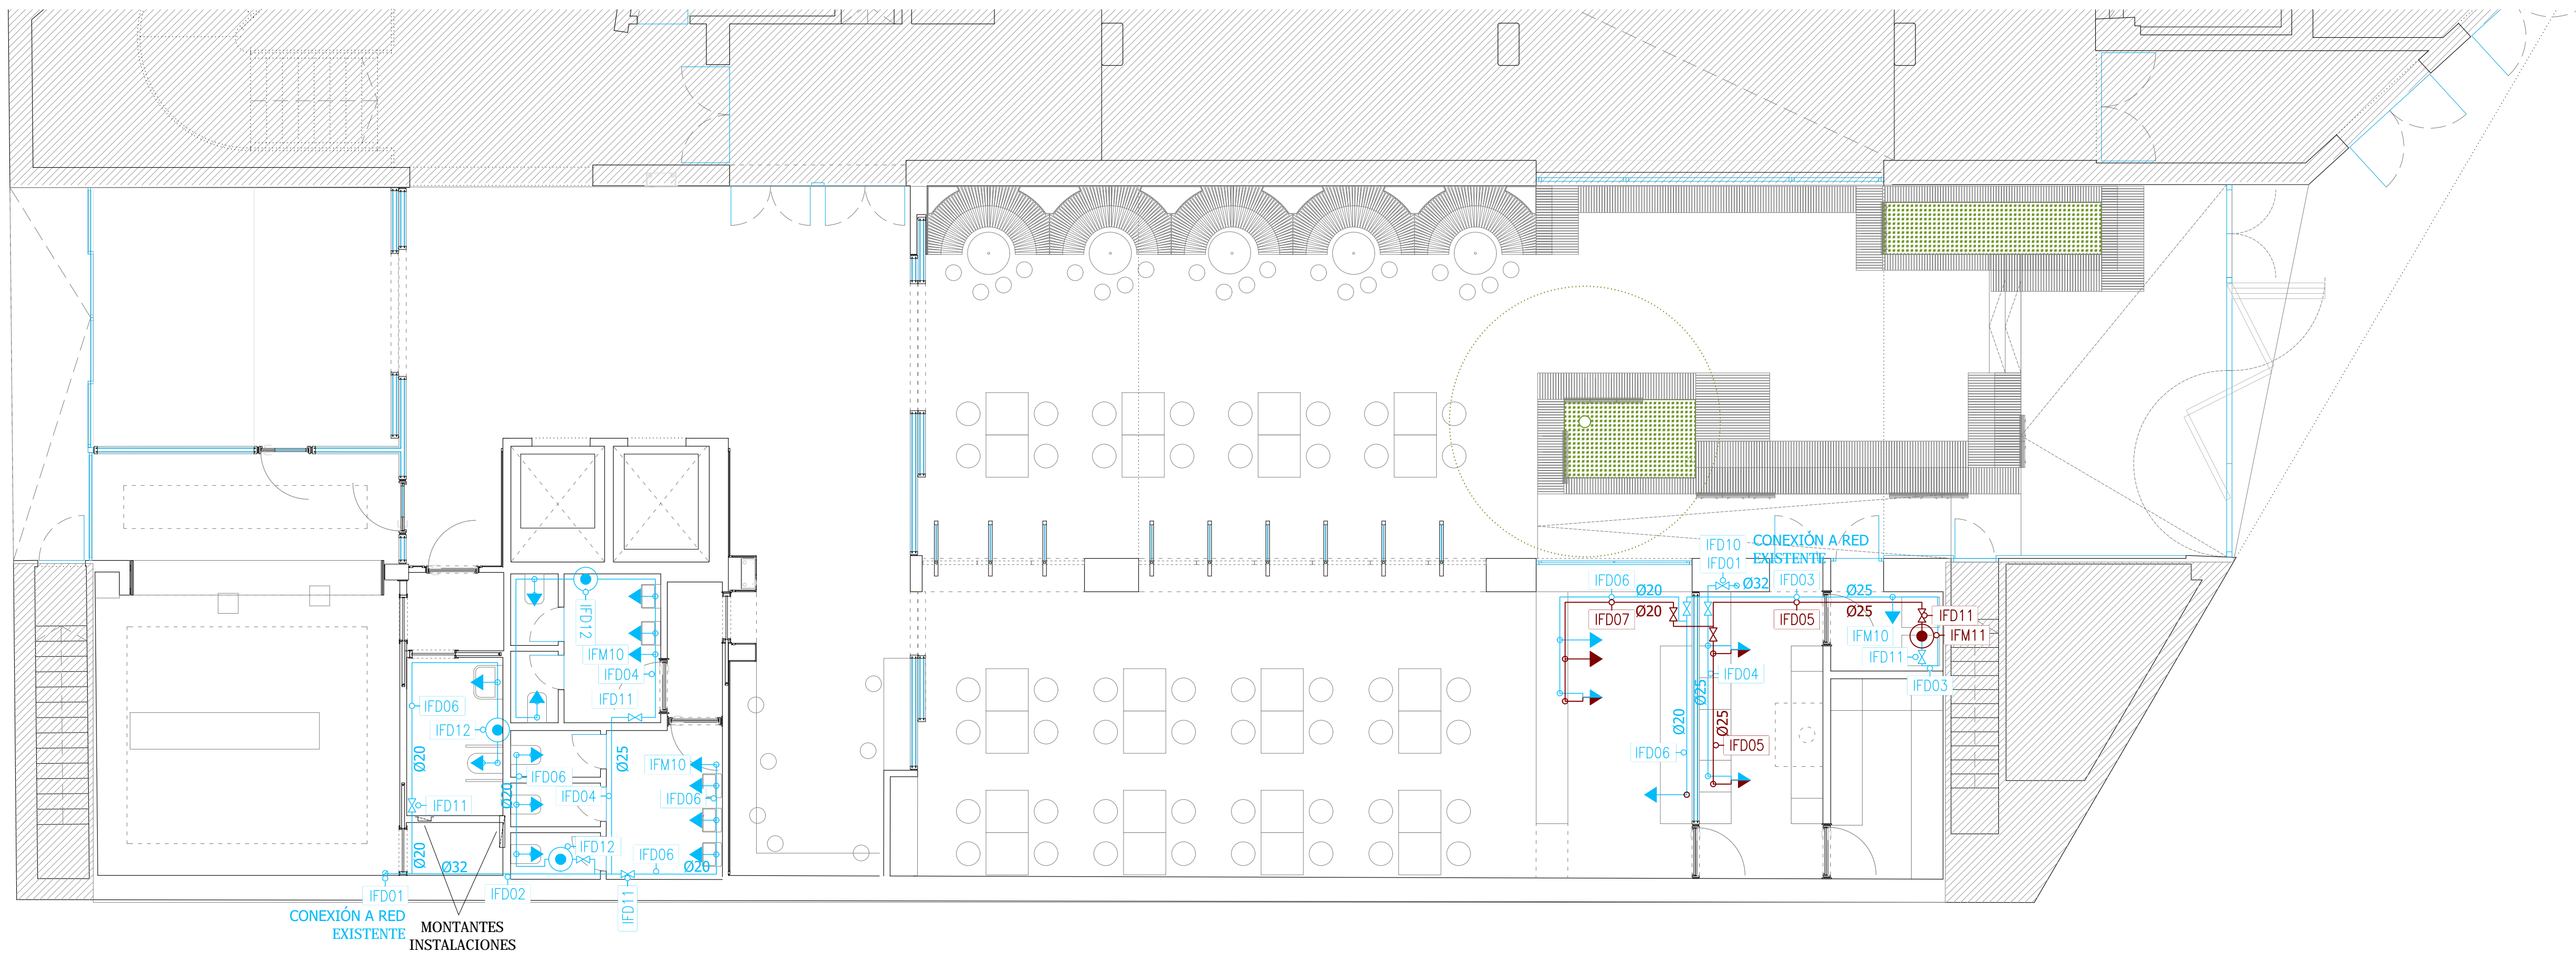 IFD10
CONEXIÓN A RED
EXISTENTE
IFD01
IFD06
Ø20
Ø32
IFD03
Ø25
Ø20
IFD07
Ø25
IFD05
IFD11
IFM10
IFM11
IFD11
IFD03
IFD04
Ø25
Ø20
Ø25
IFD05
IFD06
IFD12
IFM10
IFD04
IFD11
IFD06
IFD12
Ø20
Ø25
IFM10
IFD06
Ø20
IFD04
IFD06
IFD11
IFD12
IFD06
Ø20
Ø20
Ø32
IFD01
IFD02
IFD11
CONEXIÓN A RED
EXISTENTE
MONTANTES
INSTALACIONES